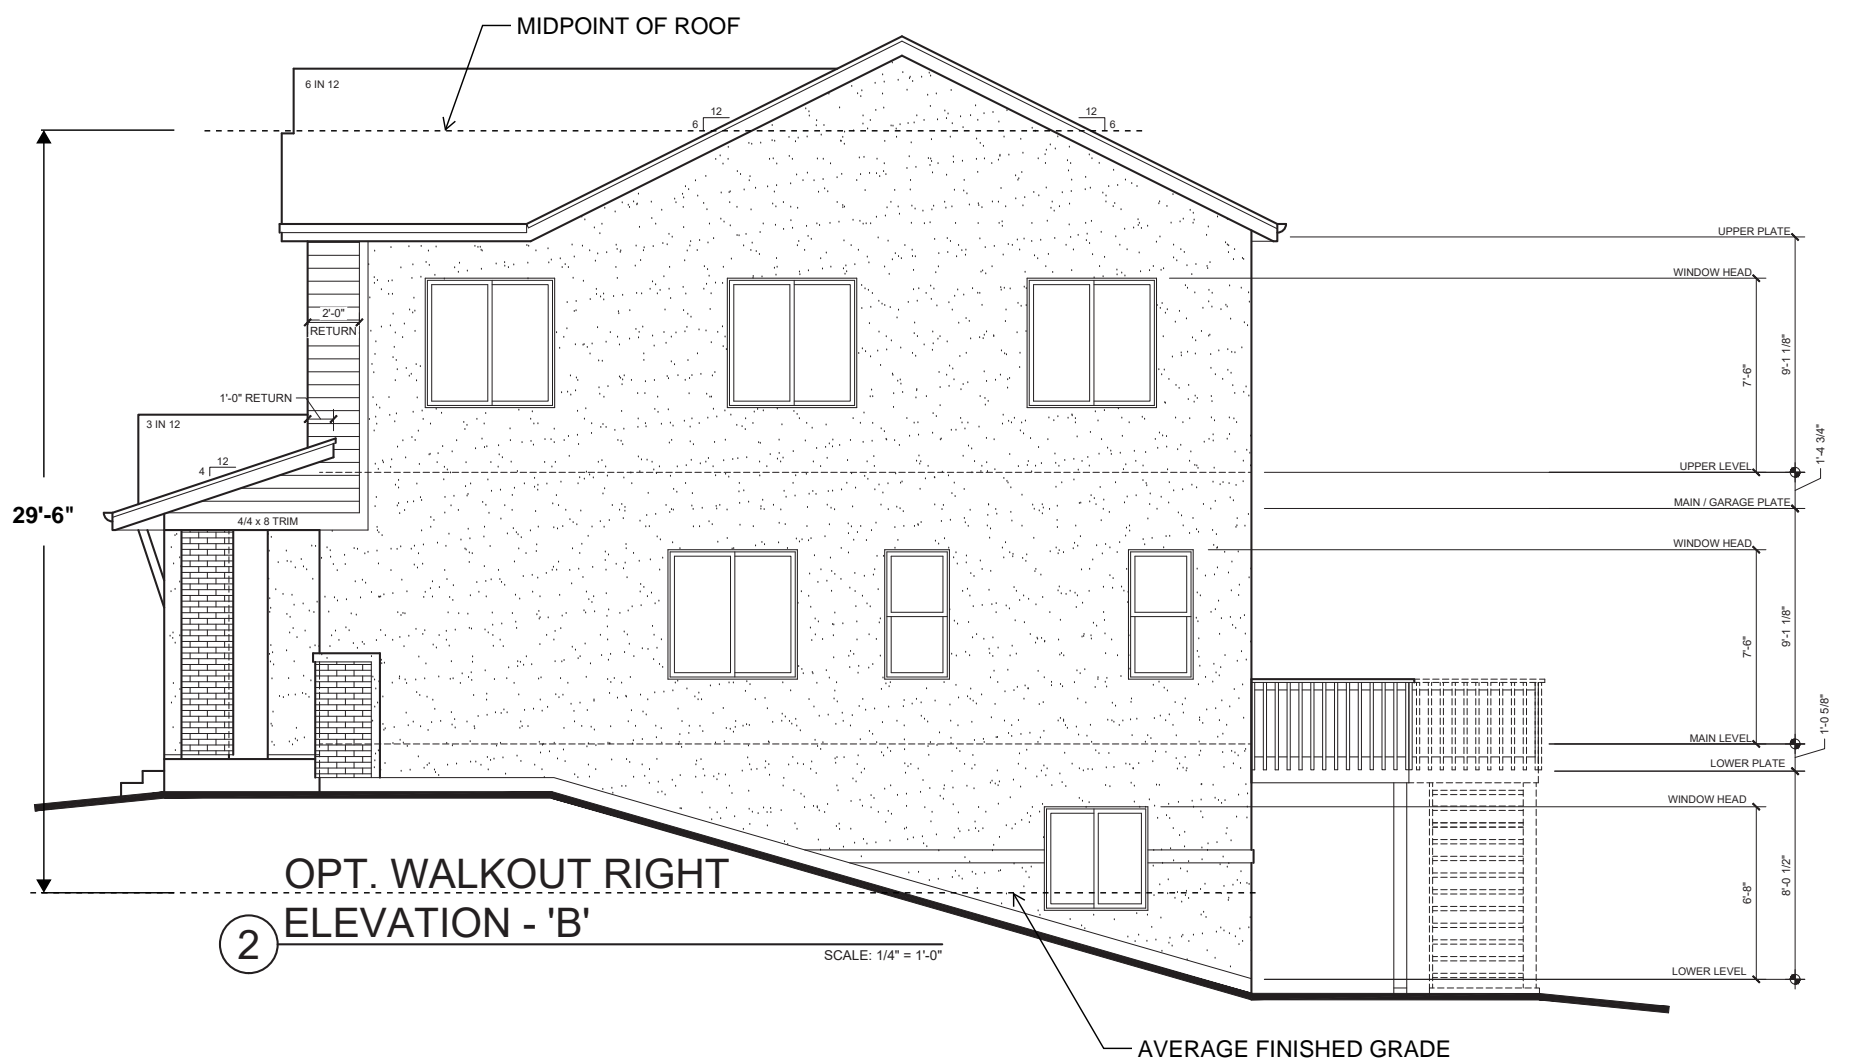 MIDPOINT OF ROOF
6 IN 12
12
6
12
6
UPPER PLATE
WINDOW HEAD
2'-0"
RETURN
9'-1 1/8"
7'-6"
1'-0" RETURN
3 IN 12
12
4
1'-4 3/4"
UPPER LEVEL
MAIN / GARAGE PLATE
29'-6"
4/4 x 8 TRIM
WINDOW HEAD
9'-1 1/8"
7'-6"
1'-0 5/8"
MAIN LEVEL
LOWER PLATE
WINDOW HEAD
8'-0 1/2"
6'-8"
LOWER LEVEL
OPT. WALKOUT RIGHT
ELEVATION - 'B'
2
SCALE: 1/4" = 1'-0"
AVERAGE FINISHED GRADE